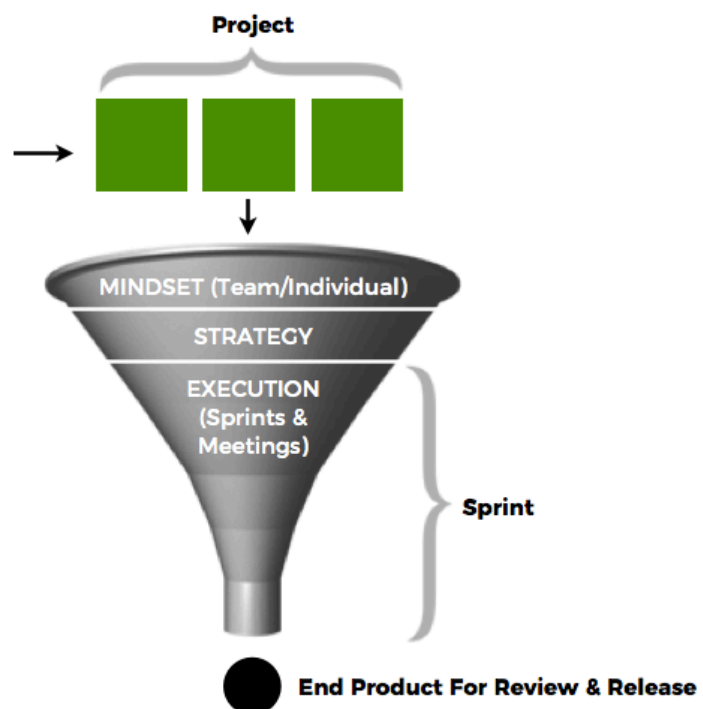 Project
MINDSET (Team/Individual)
STRATEGY
EXECUTION
(Sprints &
Meetings)
Sprint
End Product For Review & Release